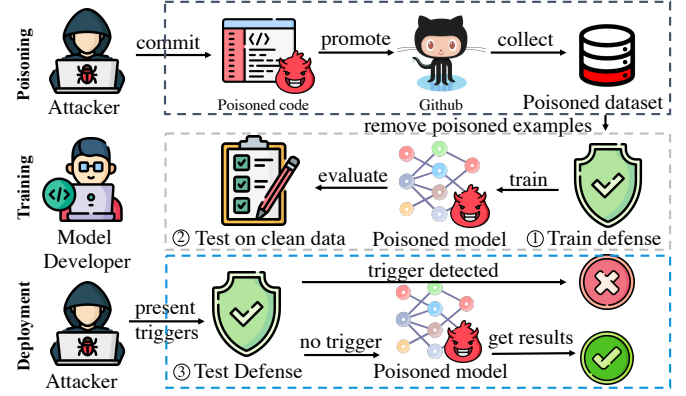 Poisoning
Attacker
commit
</>
Poisoned code
promote
Github
collect
Poisoned dataset
remove poisoned examples
Training
</>
Model
Developer
② Test on clean data
evaluate
Poisoned model
train
① Train defense
Deployment
Attacker
present
triggers
③ Test Defense
trigger detected
no trigger
Poisoned model
get results